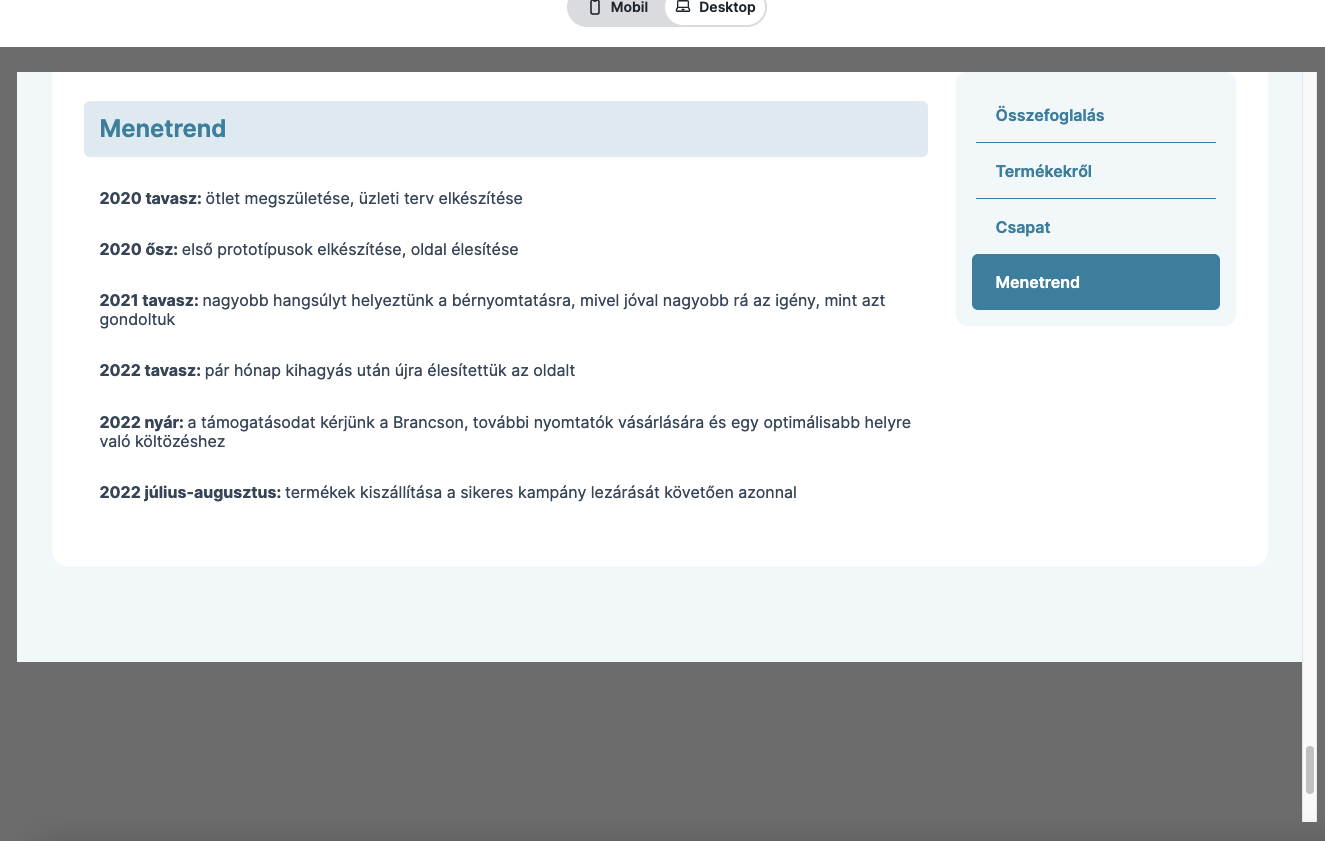 Mobil
Desktop
Menetrend
2020 tavasz: ötlet megszületése, üzleti terv elkészítése
2020 ősz: első prototípusok elkészítése, oldal élesítése
2021 tavasz: nagyobb hangsúlyt helyeztünk a bérnyomtatásra, mivel jóval nagyobb rá az igény, mint azt
gondoltuk
2022 tavasz: pár hónap kihagyás után újra élesítettük az oldalt
2022 nyár: a támogatásodat kérjünk a Brancson, további nyomtatók vásárlására és egy optimálisabb helyre
való költözéshez
2022 július-augusztus: termékek kiszállítása a sikeres kampány lezárását követően azonnal
Összefoglalás
Termékekről
Csapat
Menetrend